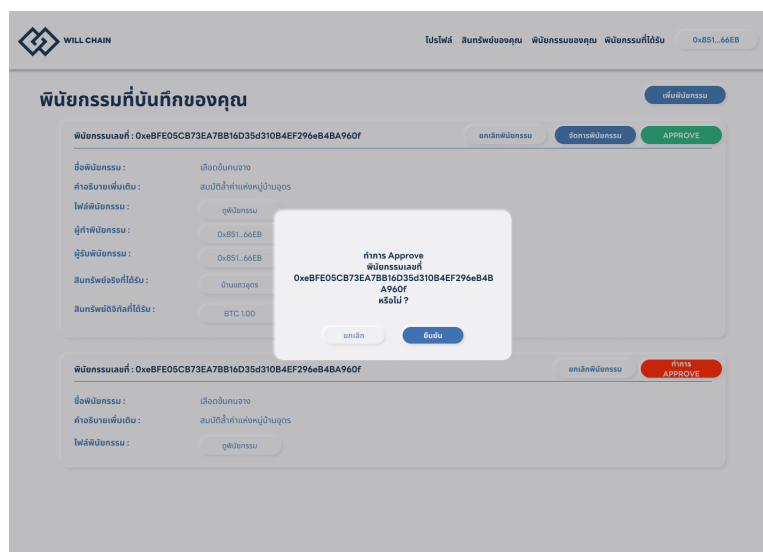 WILL CHAIN
โปรไฟล์ สินทรัพย์ของคุณ พินัยกรรมของคุณ พินัยกรรมที่ได้รับ 0x851...66EB
พินัยกรรมที่บันทึกของคุณ
เพิ่มพินัยกรรม
พินัยกรรมเลขที่ : 0xeBFE05CB73EA7BB16D35d310B4EF296eB4BA960f
ยกเลิกพินัยกรรม จัดการพินัยกรรม APPROVE
ชื่อพินัยกรรม : เลือดข้นคนจาง
คำอธิบายเพิ่มเติม : สมบัติล้ำค่าแห่งหมู่บ้านอุดร
ไฟล์พินัยกรรม : ดูพินัยกรรม
ผู้ทำพินัยกรรม : 0x851...66EB
ผู้รับพินัยกรรม : 0x851...66EB
สินทรัพย์จริงที่ได้รับ : บ้านแถวอุดร
สินทรัพย์ดิจิทัลที่ได้รับ : BTC 1.00
ทำการ Approve
พินัยกรรมเลขที่
0xeBFE05CB73EA7BB16D35d310B4EF296eB4B
A960f
หรือไม่ ?
ยกเลิก ยืนยัน
พินัยกรรมเลขที่ : 0xeBFE05CB73EA7BB16D35d310B4EF296eB4BA960f
ยกเลิกพินัยกรรม
ทำการ
APPROVE
ชื่อพินัยกรรม : เลือดข้นคนจาง
คำอธิบายเพิ่มเติม : สมบัติล้ำค่าแห่งหมู่บ้านอุดร
ไฟล์พินัยกรรม : ดูพินัยกรรม